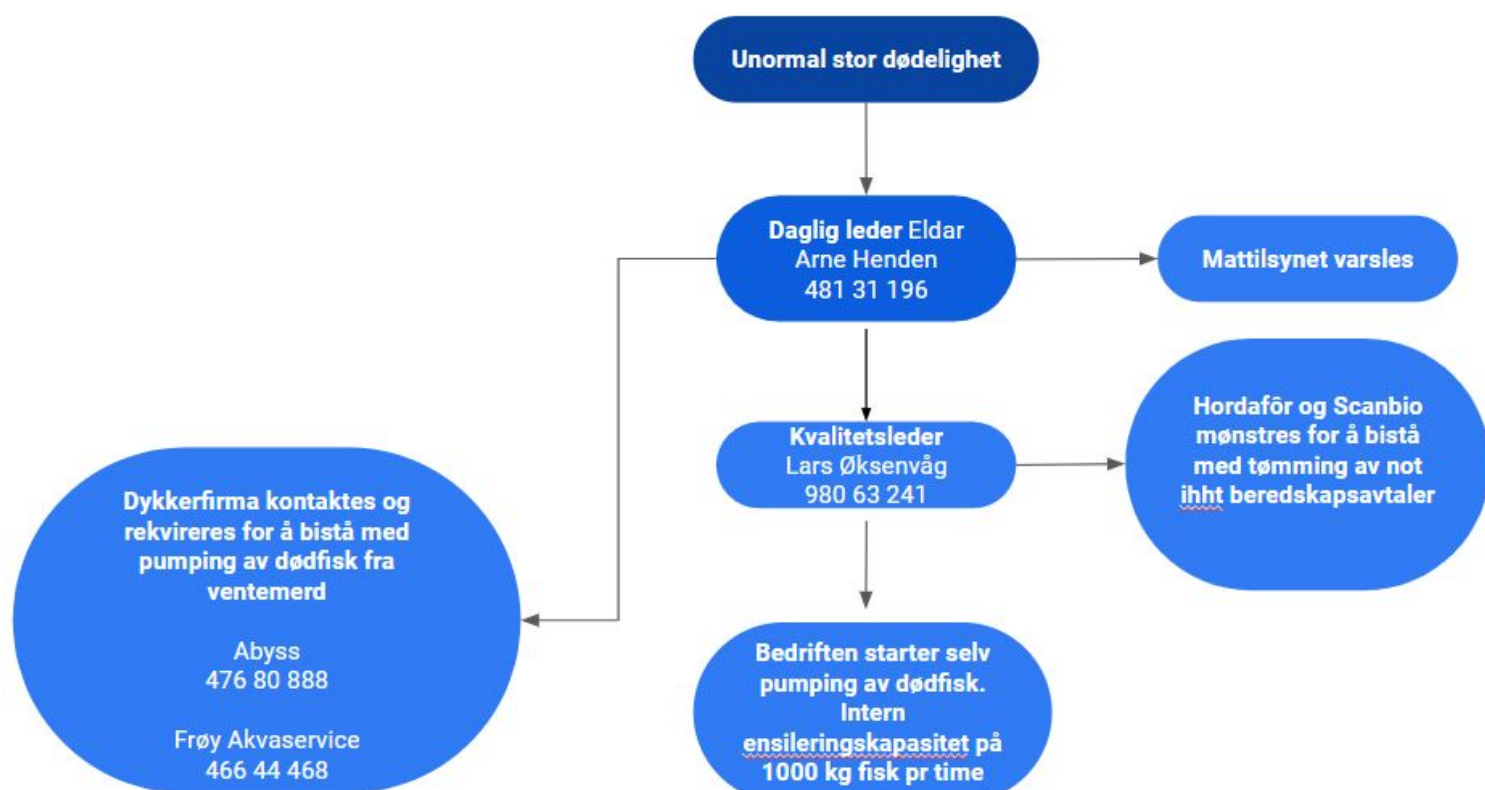 Unormal stor dødelighet
Daglig leder Eldar
Arne Henden
481 31 196
Mattilsynet varsles
Kvalitetsleder
Lars Øksenvåg
980 63 241
Hordafôr og Scanbio
mønstres for å bistå
med tømming av not
ihht beredskapsavtaler
Dykkerfirma kontaktes og
rekvireres for å bistå med
pumping av dødfisk fra
ventemerd
Abyss
476 80 888
Frøy Akvaservice
466 44 468
Bedriften starter selv
pumping av dødfisk.
Intern
ensileringskapasitet på
1000 kg fisk pr time